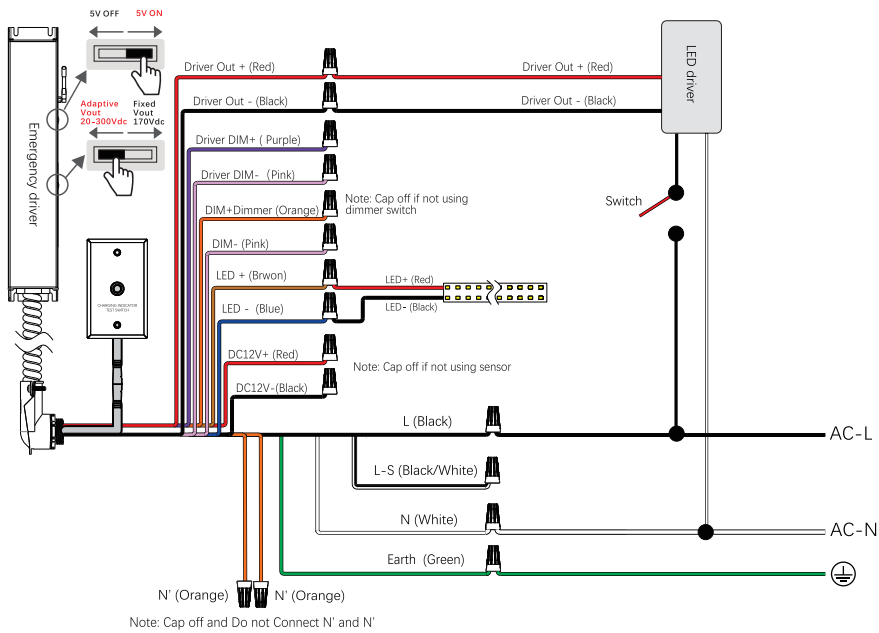 5V OFF 5V ON
Adaptive Fixed
Vout Vout
20-300Vdc 170Vdc
Emergency driver
CHARGING INDICATOR
TEST SWITCH
Driver Out + (Red)
Driver Out + (Red)
LED driver
Driver Out - (Black)
Driver Out - (Black)
Driver DIM+ ( Purple)
Driver DIM- (Pink)
Note: Cap off if not using
dimmer switch
DIM+Dimmer (Orange)
Switch
DIM- (Pink)
LED + (Brwon)
LED+ (Red)
LED - (Blue)
LED- (Black)
DC12V+ (Red)
Note: Cap off if not using sensor
DC12V-(Black)
L (Black)
AC-L
L-S (Black/White)
N (White)
AC-N
Earth (Green)
N' (Orange) N' (Orange)
Note: Cap off and Do not Connect N' and N'